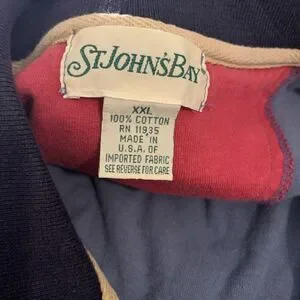 ST. JOHN'S BAY
XXL
100% COTTON
RN 11935
MADE IN
U.S.A. OF
IMPORTED FABRIC
SEE REVERSE FOR CARE